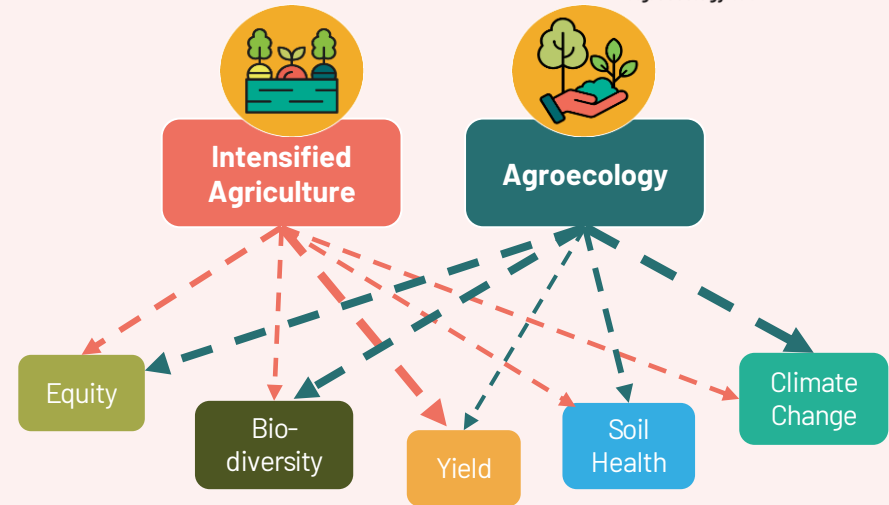 Intensified
Agriculture
Agroecology
Equity
Bio-
diversity
Yield
Soil
Health
Climate
Change